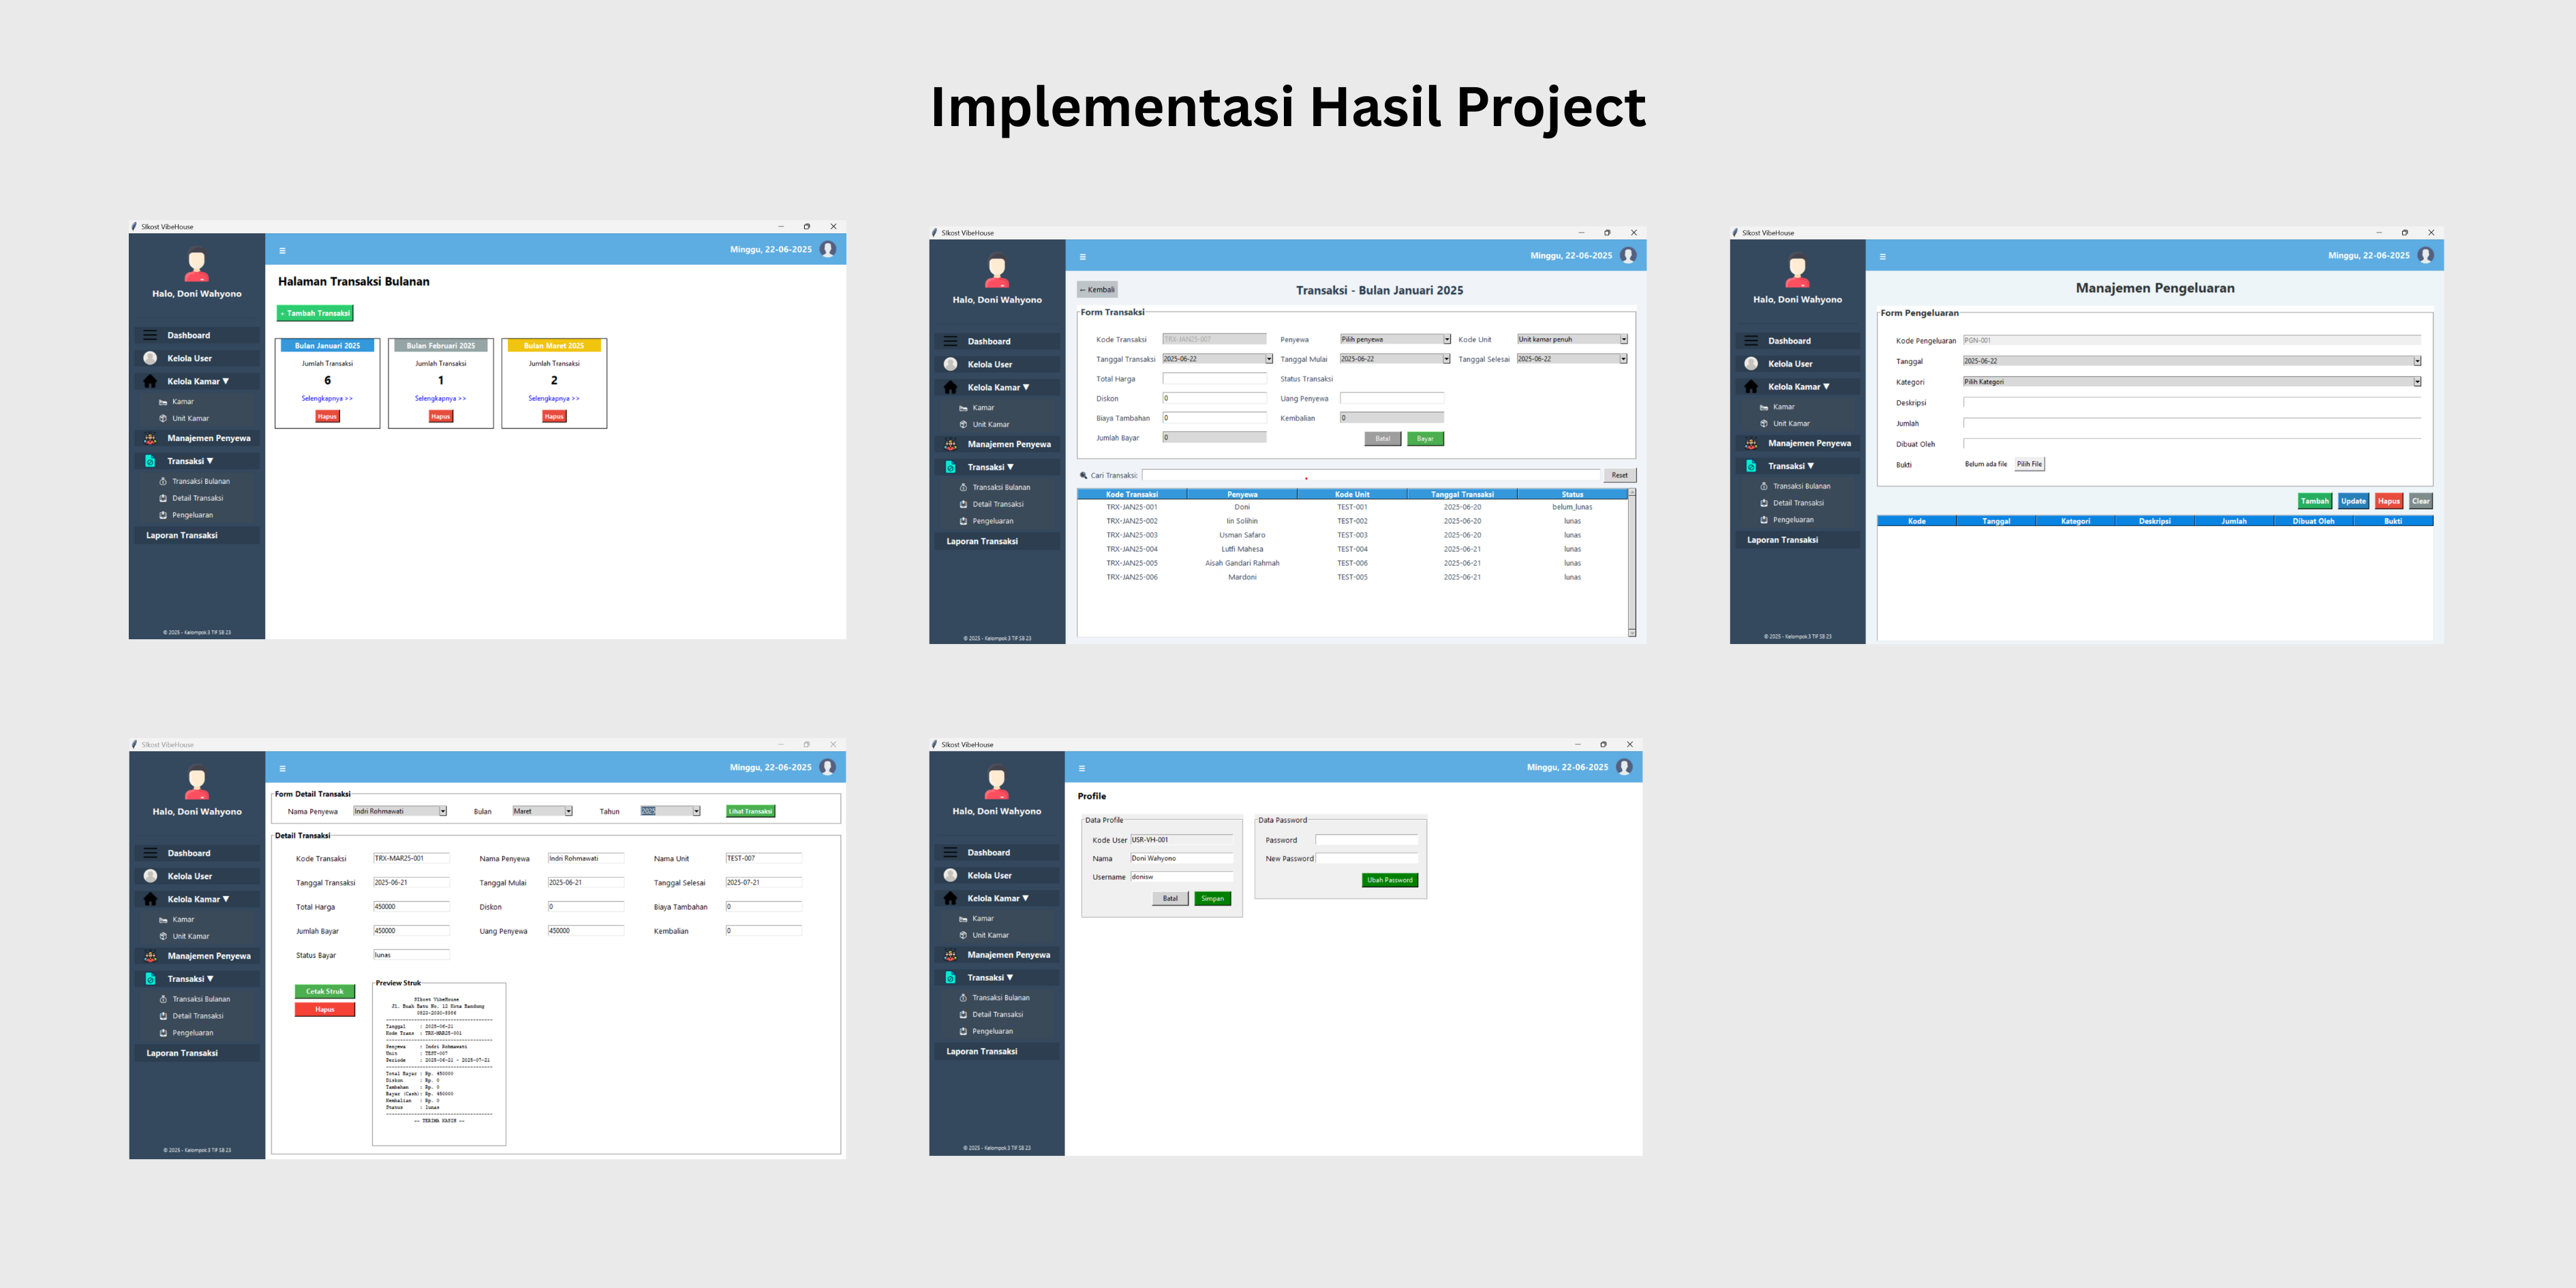 Implementasi Hasil Project
SIkost VibeHouse
Minggu, 22-06-2025
Halo, Doni Wahyono
Dashboard
Kelola User
Kelola Kamar ▼
Kamar
Unit Kamar
Manajemen Penyewa
Transaksi ▼
Transaksi Bulanan
Detail Transaksi
Pengeluaran
Laporan Transaksi
© 2025 - Kelompok 3 TIF SB 23
Halaman Transaksi Bulanan
+ Tambah Transaksi
Bulan Januari 2025 Bulan Februari 2025 Bulan Maret 2025
Jumlah Transaksi Jumlah Transaksi Jumlah Transaksi
6 1 2
Selengkapnya >> Selengkapnya >> Selengkapnya >>
Hapus Hapus Hapus
SIkost VibeHouse
Minggu, 22-06-2025
Halo, Doni Wahyono
Dashboard
Kelola User
Kelola Kamar ▼
Kamar
Unit Kamar
Manajemen Penyewa
Transaksi ▼
Transaksi Bulanan
Detail Transaksi
Pengeluaran
Laporan Transaksi
© 2025 - Kelompok 3 TIF SB 23
← Kembali Transaksi - Bulan Januari 2025
Form Transaksi
Kode Transaksi TRX-JAN25-007 Penyewa Pilih penyewa Kode Unit Unit kamar penuh
Tanggal Transaksi 2025-06-22 Tanggal Mulai 2025-06-22 Tanggal Selesai 2025-06-22
Total Harga Status Transaksi
Diskon 0 Uang Penyewa
Biaya Tambahan 0 Kembalian 0
Jumlah Bayar 0 Batal Bayar
Cari Transaksi: Reset
Kode Transaksi Penyewa Kode Unit Tanggal Transaksi Status
TRX-JAN25-001 Doni TEST-001 2025-06-20 belum_lunas
TRX-JAN25-002 Iin Solihin TEST-002 2025-06-20 lunas
TRX-JAN25-003 Usman Safaro TEST-003 2025-06-20 lunas
TRX-JAN25-004 Lutfi Mahesa TEST-004 2025-06-21 lunas
TRX-JAN25-005 Aisah Gandari Rahmah TEST-006 2025-06-21 lunas
TRX-JAN25-006 Mardoni TEST-005 2025-06-21 lunas
SIkost VibeHouse
Minggu, 22-06-2025
Halo, Doni Wahyono
Dashboard
Kelola User
Kelola Kamar ▼
Kamar
Unit Kamar
Manajemen Penyewa
Transaksi ▼
Transaksi Bulanan
Detail Transaksi
Pengeluaran
Laporan Transaksi
© 2025 - Kelompok 3 TIF SB 23
Manajemen Pengeluaran
Form Pengeluaran
Kode Pengeluaran PGN-001
Tanggal 2025-06-22
Kategori Pilih Kategori
Deskripsi
Jumlah
Dibuat Oleh
Bukti Belum ada file Pilih File
Tambah Update Hapus Clear
Kode Tanggal Kategori Deskripsi Jumlah Dibuat Oleh Bukti
SIkost VibeHouse
Minggu, 22-06-2025
Halo, Doni Wahyono
Dashboard
Kelola User
Kelola Kamar ▼
Kamar
Unit Kamar
Manajemen Penyewa
Transaksi ▼
Transaksi Bulanan
Detail Transaksi
Pengeluaran
Laporan Transaksi
© 2025 - Kelompok 3 TIF SB 23
Form Detail Transaksi
Nama Penyewa Indri Rohmawati Bulan Maret Tahun 2025 Lihat Transaksi
Detail Transaksi
Kode Transaksi TRX-MAR25-001 Nama Penyewa Indri Rohmawati Nama Unit TEST-007
Tanggal Transaksi 2025-06-21 Tanggal Mulai 2025-06-21 Tanggal Selesai 2025-07-21
Total Harga 450000 Diskon 0 Biaya Tambahan 0
Jumlah Bayar 450000 Uang Penyewa 450000 Kembalian 0
Status Bayar lunas
Cetak Struk
Hapus
Preview Struk
SIkost VibeHouse
Jl. Buah Batu No. 12 Kota Bandung
0823-2030-8986
Tanggal : 2025-06-21
Kode Trans : TRX-MAR25-001
Penyewa : Indri Rohmawati
Unit : TEST-007
Periode : 2025-06-21 - 2025-07-21
Total Bayar : Rp. 450000
Diskon : Rp. 0
Tambahan : Rp. 0
Bayar (Cash): Rp. 450000
Kembalian : Rp. 0
Status : lunas
-- TERIMA KASIH --
SIkost VibeHouse
Minggu, 22-06-2025
Halo, Doni Wahyono
Dashboard
Kelola User
Kelola Kamar ▼
Kamar
Unit Kamar
Manajemen Penyewa
Transaksi ▼
Transaksi Bulanan
Detail Transaksi
Pengeluaran
Laporan Transaksi
© 2025 - Kelompok 3 TIF SB 23
Profile
Data Profile
Kode User USR-VH-001
Nama Doni Wahyono
Username donisw
Batal Simpan
Data Password
Password
New Password
Ubah Password